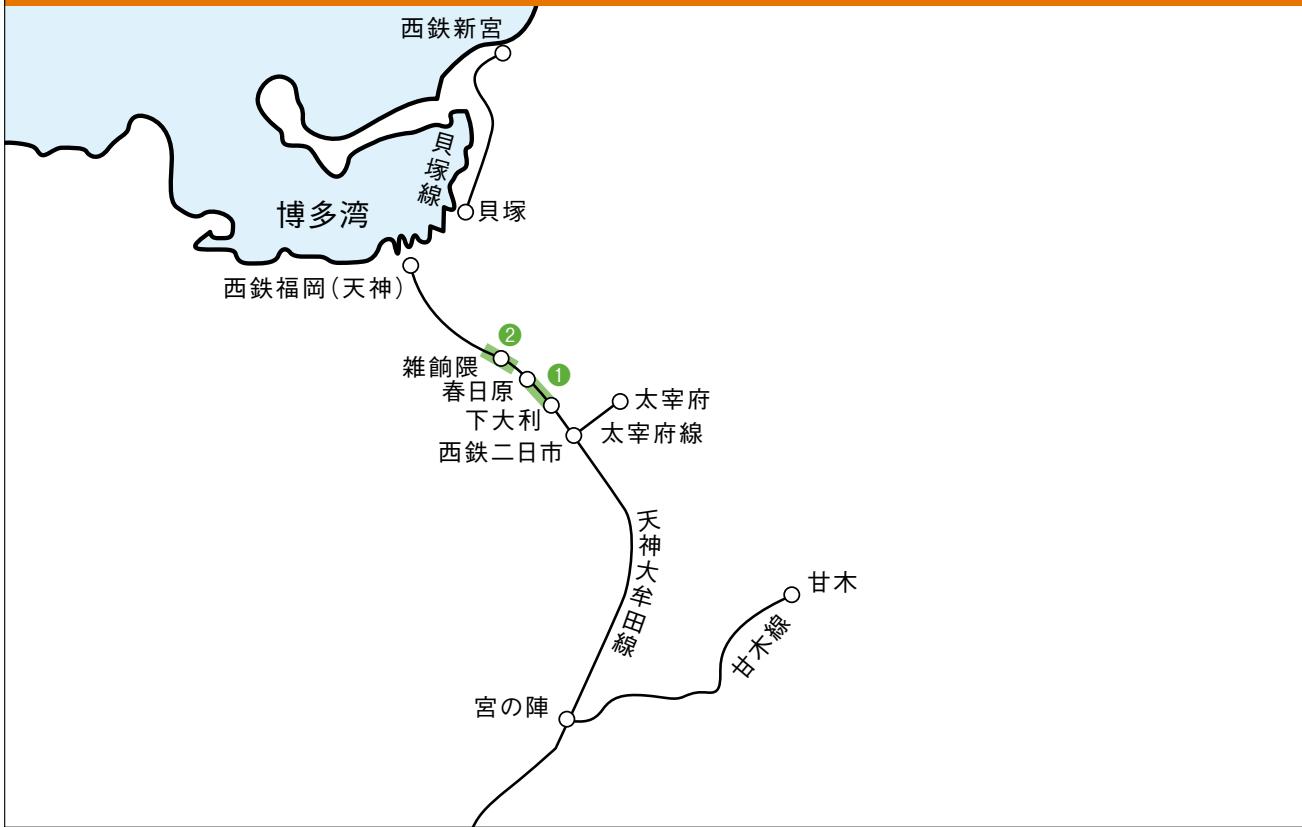 西鉄新宮
貝塚線
博多湾
貝塚
西鉄福岡（天神）
❷
雑餉隈
❶
春日原
下大利
太宰府
太宰府線
西鉄二日市
天神大牟田線
甘木
甘木線
宮の陣